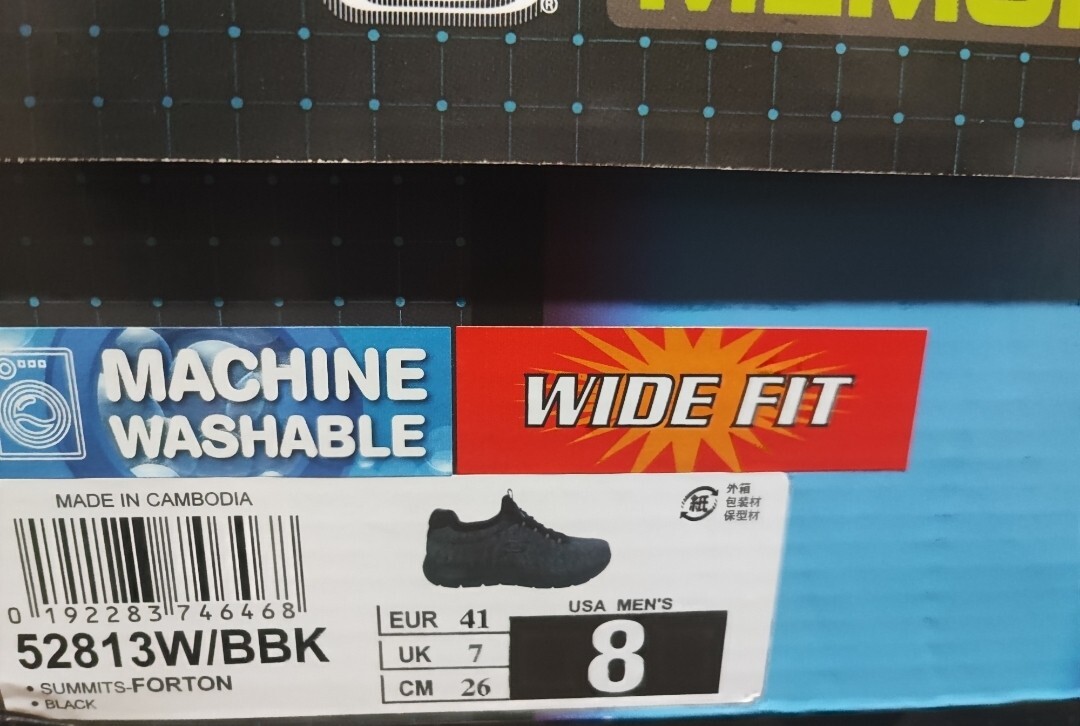 ®
MACHINE
WASHABLE
WIDE FIT
MADE IN CAMBODIA
外箱
包装材
保型材
紙
0 192283 746468
52813W/BBK
• SUMMITS-FORTON
• BLACK
EUR 41
UK 7
CM 26
USA MEN'S
8